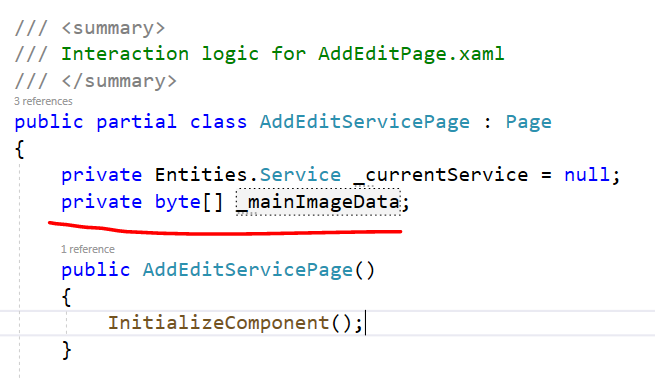 /// <summary>
/// Interaction logic for AddEditPage.xaml
/// </summary>
3 references
public partial class AddEditServicePage : Page
{
private Entities.Service _currentService = null;
private byte[] _mainImageData;
1 reference
public AddEditServicePage()
{
InitializeComponent();
}